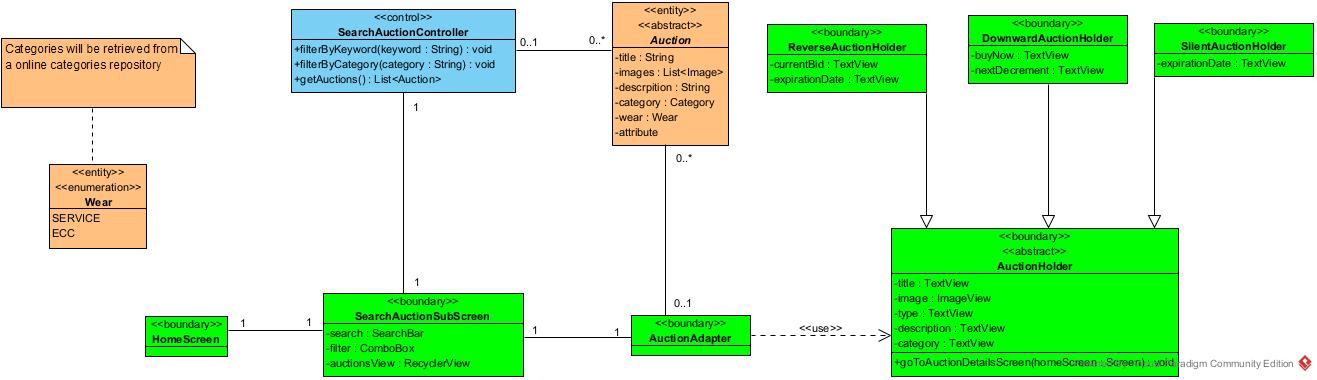 Categories will be retrieved from
a online categories repository
<<entity>>
<<enumeration>>
Wear
SERVICE
ECC
<<control>>
SearchAuctionController
+filterByKeyword(keyword : String) : void
+filterByCategory(category : String) : void
+getAuctions() : List<Auction>
0..1
0..*
1
1
<<entity>>
<<abstract>>
Auction
-title : String
-images : List<Image>
-descrpition : String
-category : Category
-wear : Wear
-attribute
0..*
0..1
<<boundary>>
ReverseAuctionHolder
-currentBid : TextView
-expirationDate : TextView
<<boundary>>
DownwardAuctionHolder
-buyNow : TextView
-nextDecrement : TextView
<<boundary>>
SilentAuctionHolder
-expirationDate : TextView
<<boundary>>
HomeScreen
1
1
<<boundary>>
SearchAuctionSubScreen
-search : SearchBar
-filter : ComboBox
-auctionsView : RecyclerView
1
1
<<boundary>>
AuctionAdapter
<<use>>
<<boundary>>
<<abstract>>
AuctionHolder
-title : TextView
-image : ImageView
-type : TextView
-description : TextView
-category : TextView
+goToAuctionDetailsScreen(homeScreen : Screen) : void
Paradigm Community Edition